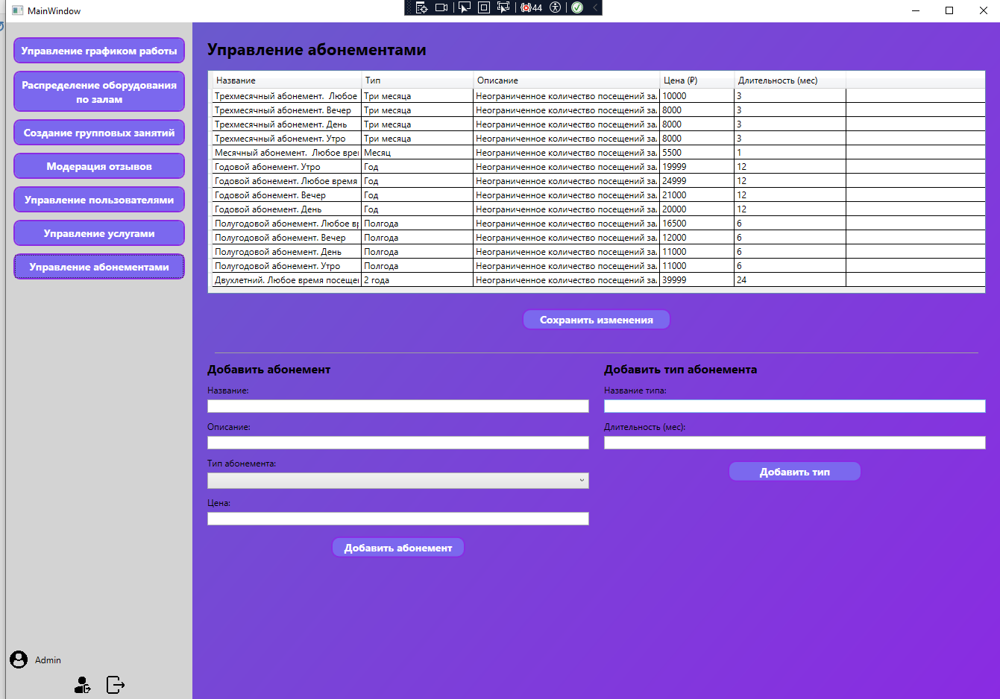 MainWindow
44
Управление графиком работы
Распределение оборудования
по залам
Создание групповых занятий
Модерация отзывов
Управление пользователями
Управление услугами
Управление абонементами
Admin
Управление абонементами
Название Тип Описание Цена (₽) Длительность (мес)
Трехмесячный абонемент. Любое Три месяца Неограниченное количество посещений за. 10000 3
Трехмесячный абонемент. Вечер Три месяца Неограниченное количество посещений за. 8000 3
Трехмесячный абонемент. День Три месяца Неограниченное количество посещений за. 8000 3
Трехмесячный абонемент. Утро Три месяца Неограниченное количество посещений за. 8000 3
Месячный абонемент. Любое вре Месяц Неограниченное количество посещений за. 5500 1
Годовой абонемент. Утро Год Неограниченное количество посещений за. 19999 12
Годовой абонемент. Любое время Год Неограниченное количество посещений за. 24999 12
Годовой абонемент. Вечер Год Неограниченное количество посещений за. 21000 12
Годовой абонемент. День Год Неограниченное количество посещений за. 20000 12
Полугодовой абонемент. Любое вр Полгода Неограниченное количество посещений за. 16500 6
Полугодовой абонемент. Вечер Полгода Неограниченное количество посещений за. 12000 6
Полугодовой абонемент. День Полгода Неограниченное количество посещений за. 11000 6
Полугодовой абонемент. Утро Полгода Неограниченное количество посещений за. 11000 6
Двухлетний. Любое время посеще 2 года Неограниченное количество посещений за. 39999 24
Сохранить изменения
Добавить абонемент
Название:
Описание:
Тип абонемента:
Цена:
Добавить абонемент
Добавить тип абонемента
Название типа:
Длительность (мес):
Добавить тип